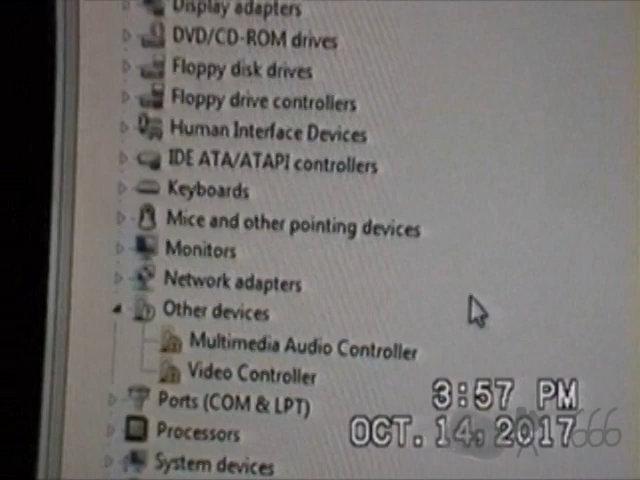 Display adapters
DVD/CD-ROM drives
Floppy disk drives
Floppy drive controllers
Human Interface Devices
IDE ATA/ATAPI controllers
Keyboards
Mice and other pointing devices
Monitors
Network adapters
Other devices
Multimedia Audio Controller
Video Controller
Ports (COM & LPT)
Processors
System devices
3:57 PM
OCT. 14, 2017